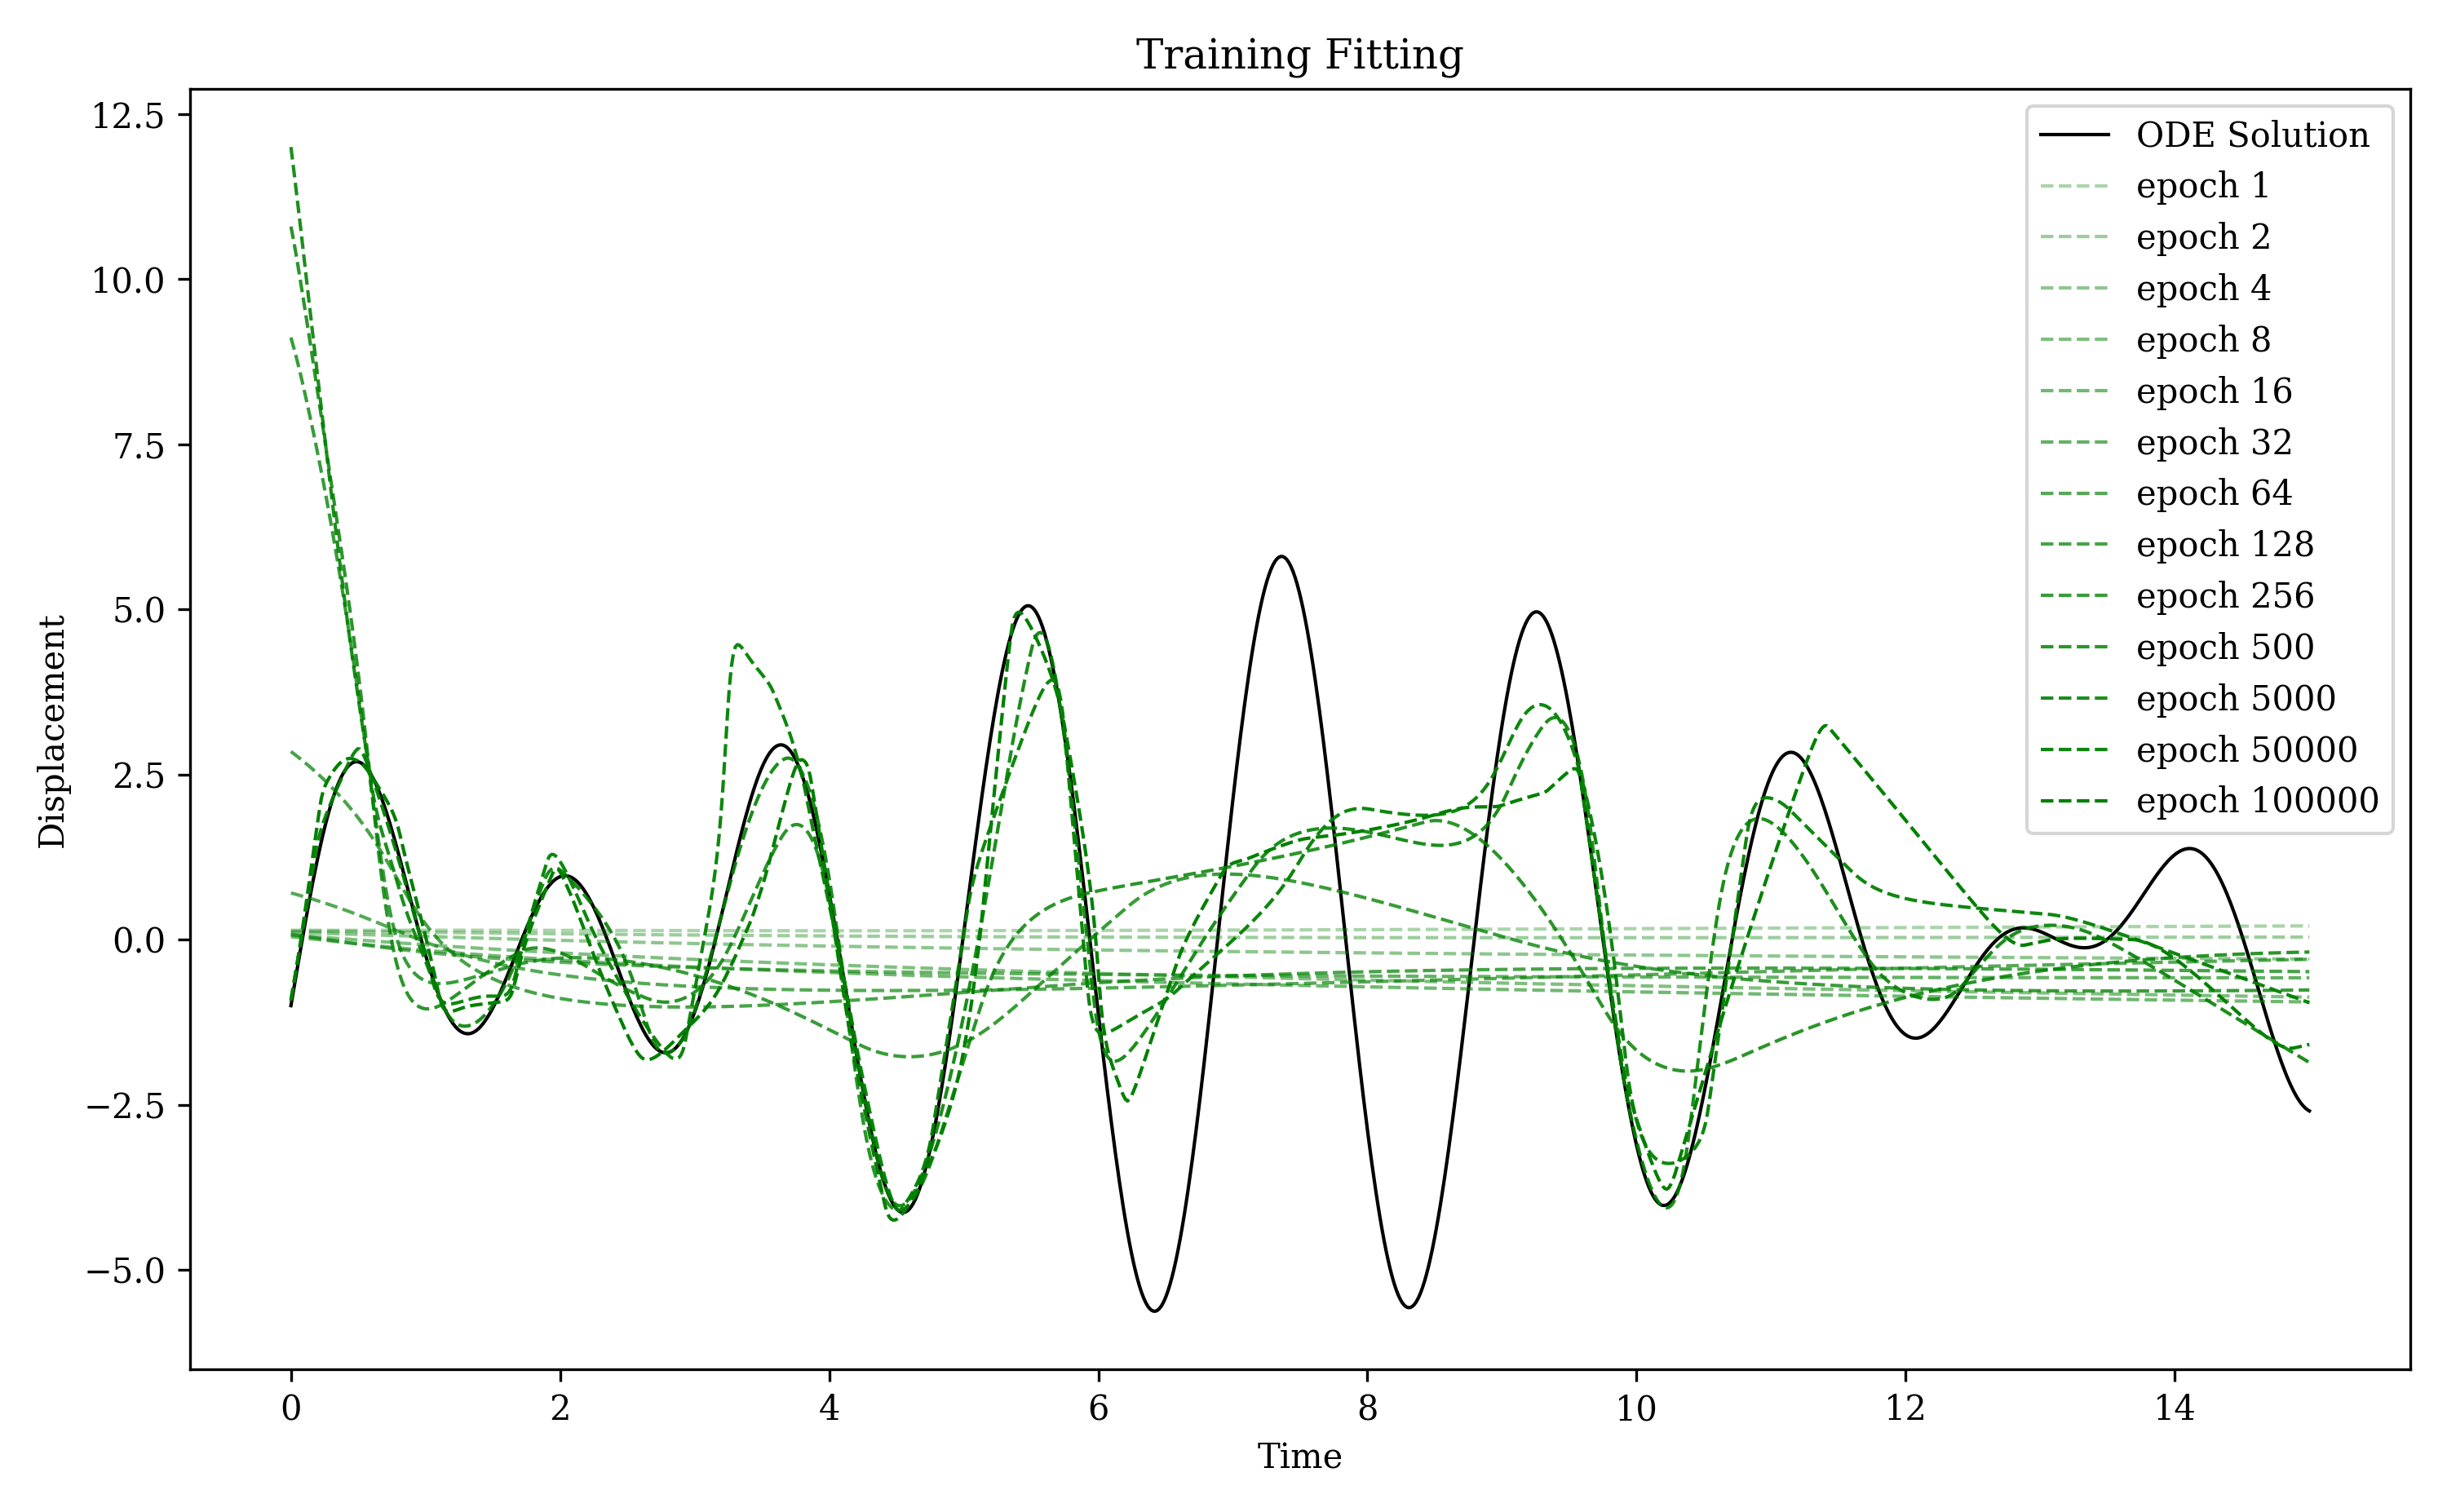 Training Fitting
12.5
10.0
7.5
5.0
2.5
0.0
−2.5
−5.0
Displacement
0
2
4
6
8
10
12
14
Time
ODE Solution
epoch 1
epoch 2
epoch 4
epoch 8
epoch 16
epoch 32
epoch 64
epoch 128
epoch 256
epoch 500
epoch 5000
epoch 50000
epoch 100000